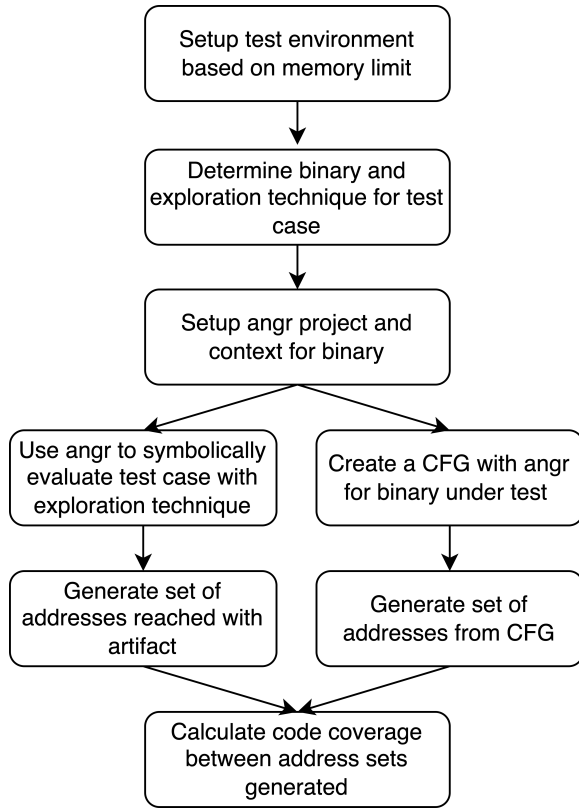 Setup test environment
based on memory limit
Determine binary and
exploration technique for test
case
Setup angr project and
context for binary
Use angr to symbolically
evaluate test case with
exploration technique
Create a CFG with angr
for binary under test
Generate set of
addresses reached with
artifact
Generate set of
addresses from CFG
Calculate code coverage
between address sets
generated